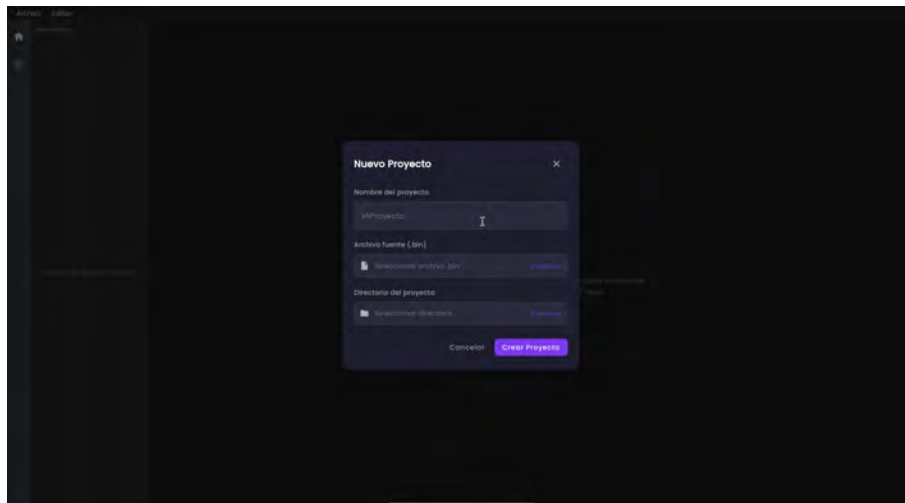 Archivo Editar
Nuevo Proyecto
Nombre del proyecto
MiProyecto
Archivo fuente (.bin)
Seleccionar archivo .bin
Directorio del proyecto
Seleccionar directorio
Cancelar Crear Proyecto